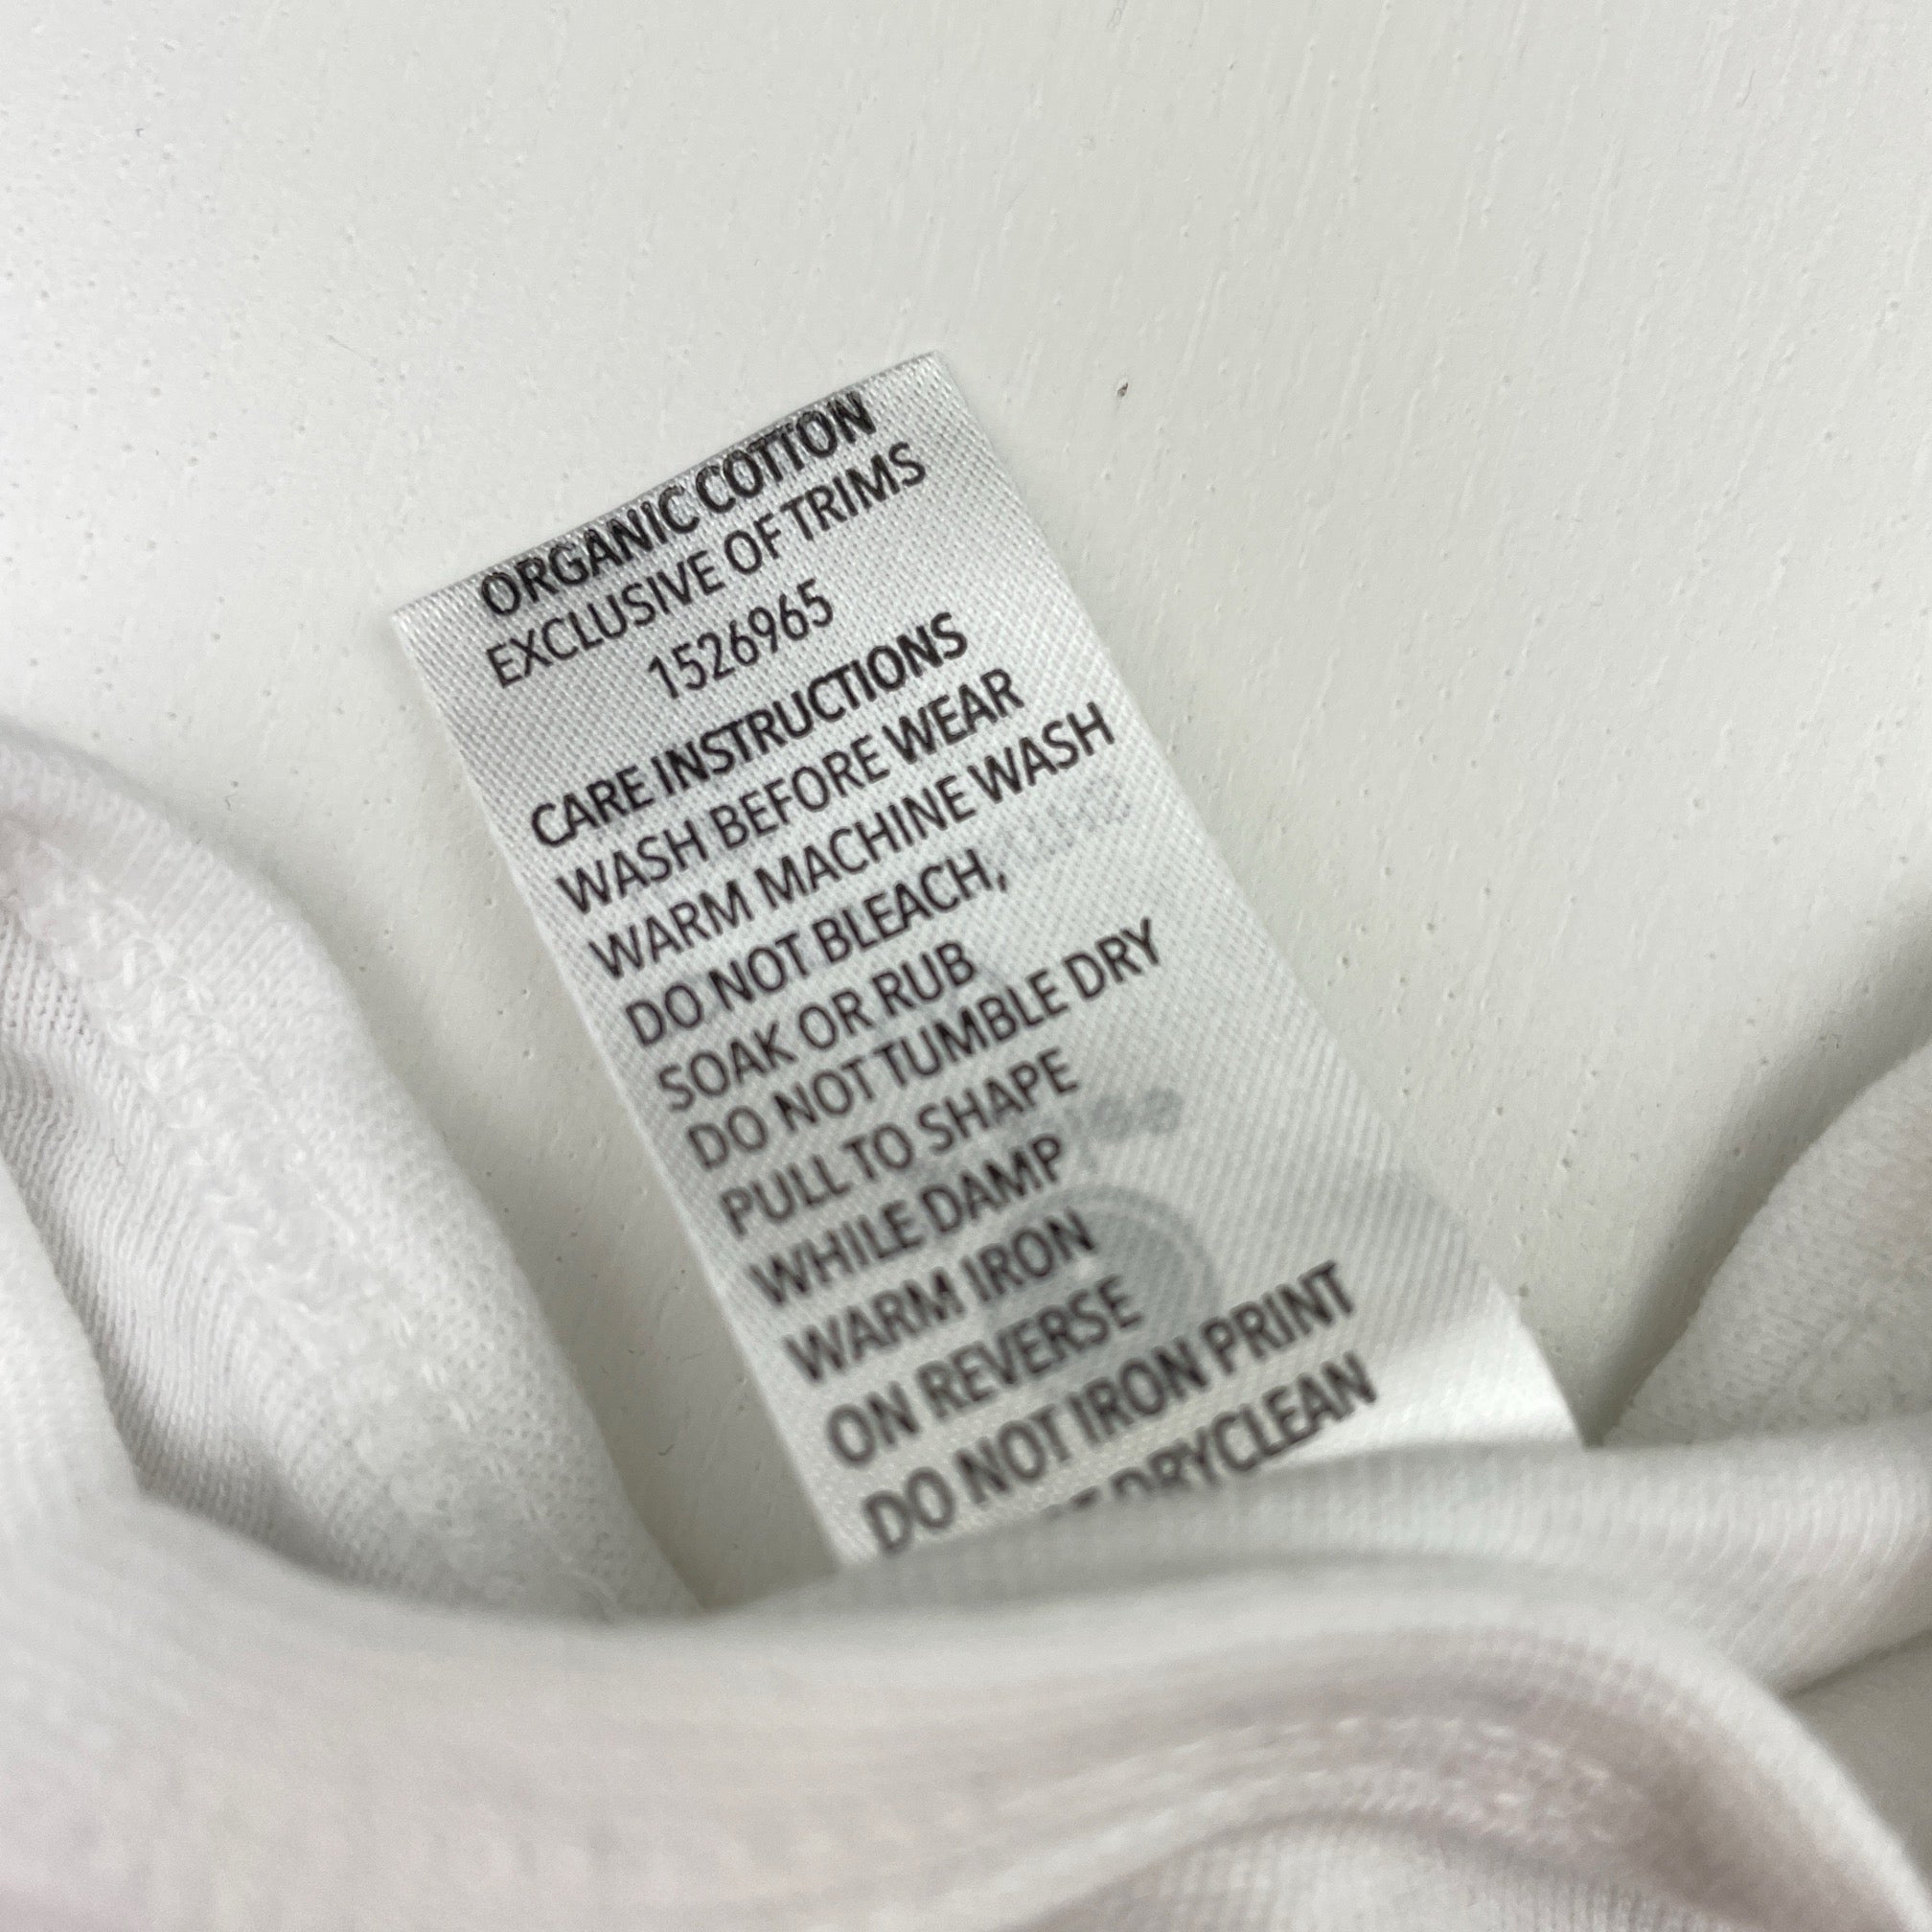 ORGANIC COTTON
EXCLUSIVE OF TRIMS
1526965
CARE INSTRUCTIONS
WASH BEFORE WEAR
WARM MACHINE WASH
DO NOT BLEACH,
SOAK OR RUB
DO NOT TUMBLE DRY
PULL TO SHAPE
WHILE DAMP
WARM IRON
ON REVERSE
DO NOT IRON PRINT
DRYCLEAN